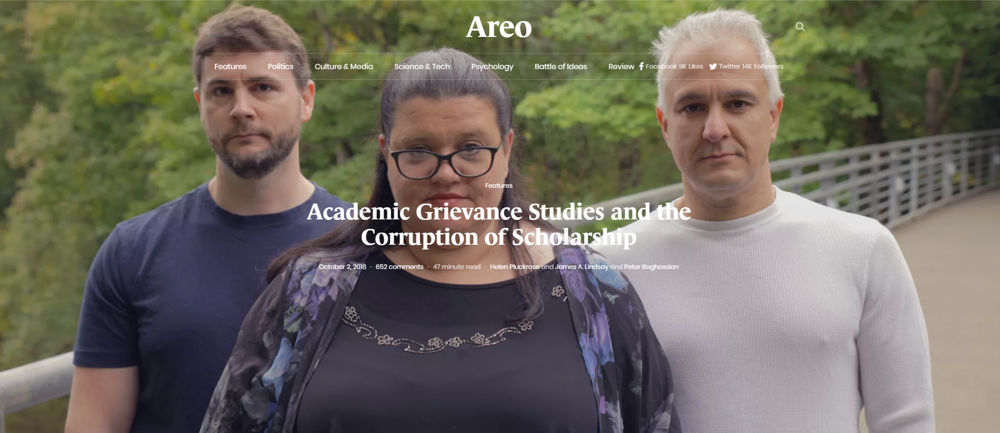 Areo
Features Politics Culture & Media Science & Tech Psychology Battle of Ideas Review Facebook 9K Likes Twitter 14K Followers
Features
Academic Grievance Studies and the
Corruption of Scholarship
October 2, 2018 · 652 comments · 47 minute read · Helen Pluckrose and James A. Lindsay and Peter Boghossian